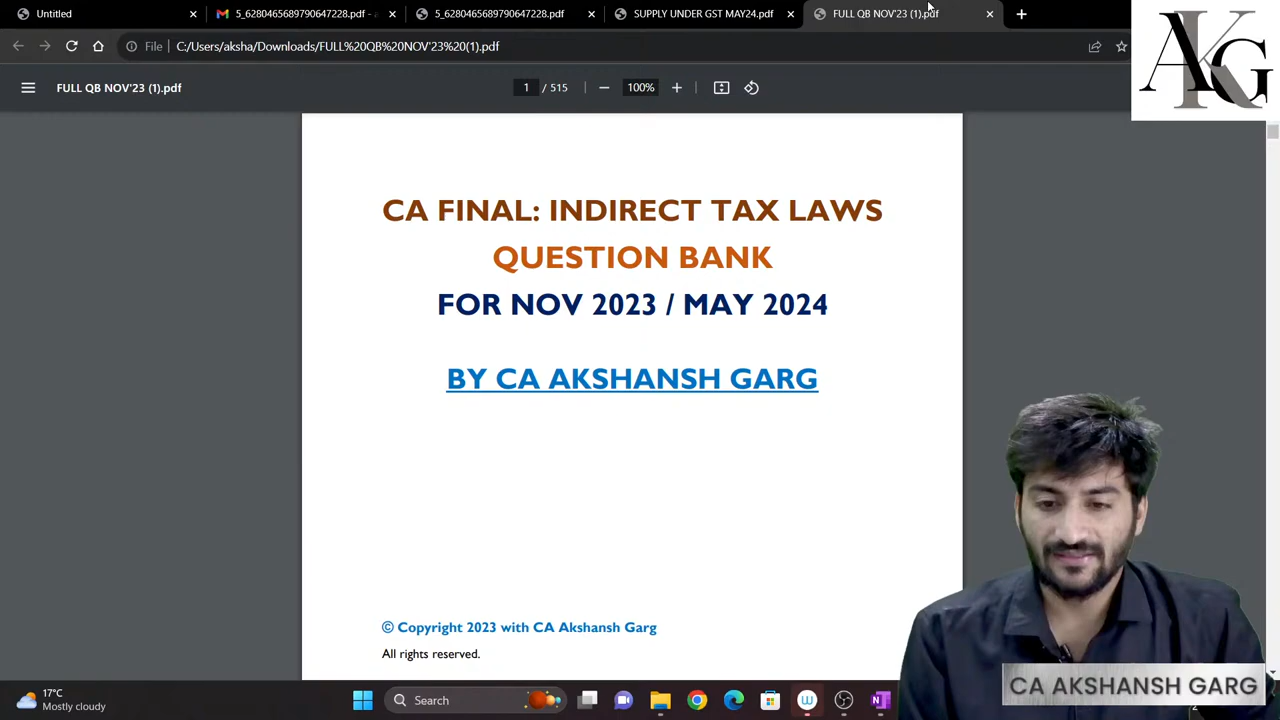 Untitled
5_6280465689790647228.pdf - a
5_6280465689790647228.pdf
SUPPLY UNDER GST MAY24.pdf
FULL QB NOV'23 (1).pdf
File
C:/Users/aksha/Downloads/FULL%20QB%20NOV'23%20(1).pdf
AKG
FULL QB NOV'23 (1).pdf
1 / 515
100%
CA FINAL: INDIRECT TAX LAWS
QUESTION BANK
FOR NOV 2023 / MAY 2024
BY CA AKSHANSH GARG
© Copyright 2023 with CA Akshansh Garg
All rights reserved.
CA AKSHANSH GARG
17°C
Mostly cloudy
Search